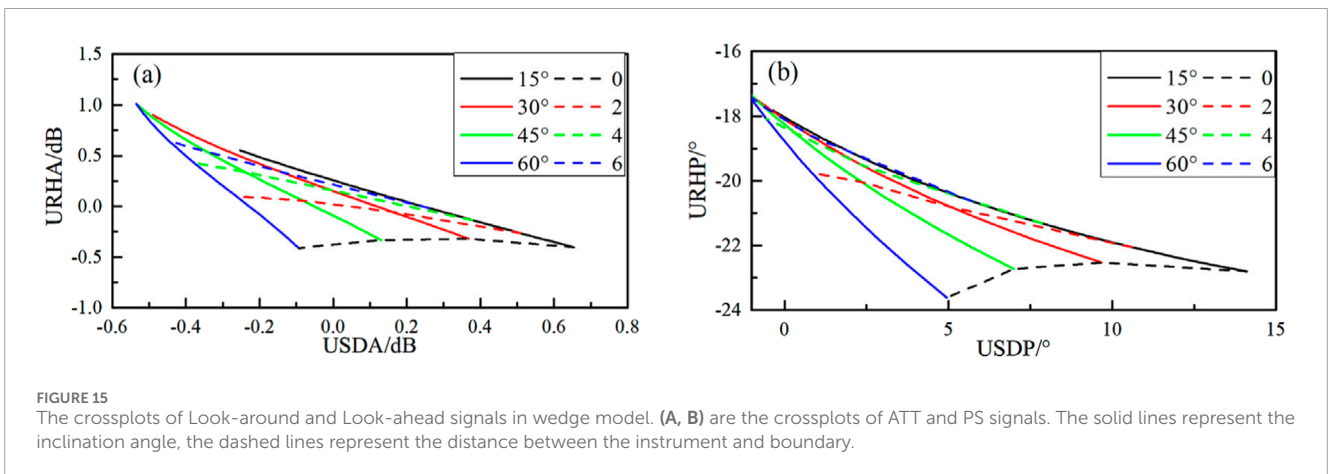 (a)
1.5
1.0
0.5
0.0
-0.5
-1.0
URHA/dB
-0.6 -0.4 -0.2 0.0 0.2 0.4 0.6 0.8
USDA/dB
15° 0
30° 2
45° 4
60° 6
(b)
-16
-18
-20
-22
-24
URHP/°
0 5 10 15
USDP/°
15° 0
30° 2
45° 4
60° 6
FIGURE 15
The crossplots of Look-around and Look-ahead signals in wedge model. (A, B) are the crossplots of ATT and PS signals. The solid lines represent the
inclination angle, the dashed lines represent the distance between the instrument and boundary.